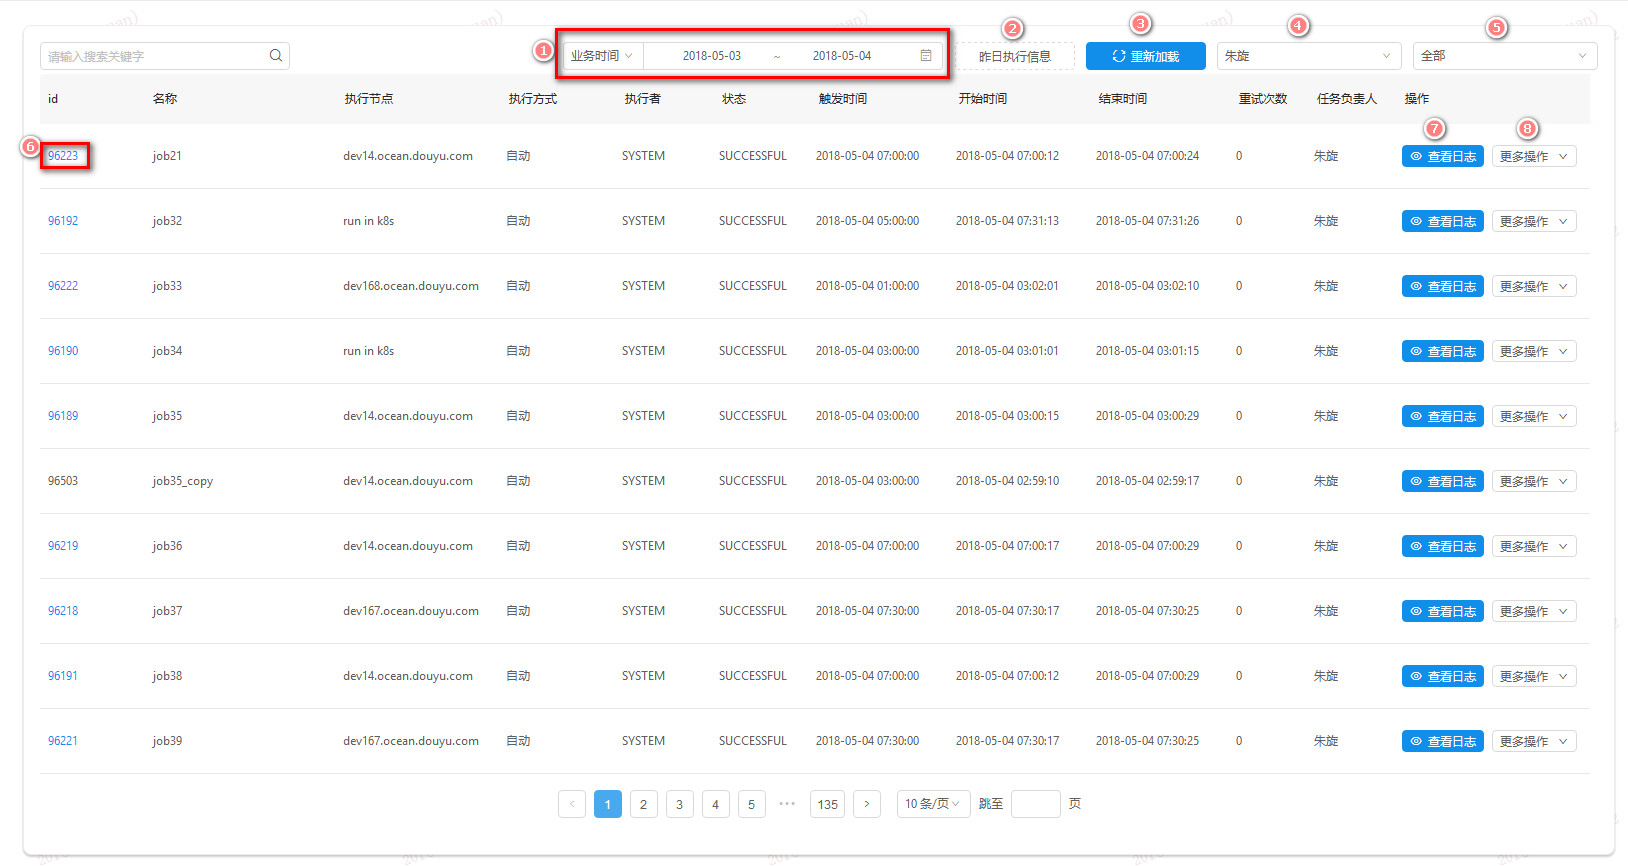 ① ② ③ ④ ⑤
请输入搜索关键字 业务时间 2018-05-03 ~ 2018-05-04 昨日执行信息 重新加载 朱旋 全部
id 名称 执行节点 执行方式 执行者 状态 触发时间 开始时间 结束时间 重试次数 任务负责人 操作
⑥ ⑦ ⑧
96223 job21 dev14.ocean.douyu.com 自动 SYSTEM SUCCESSFUL 2018-05-04 07:00:00 2018-05-04 07:00:12 2018-05-04 07:00:24 0 朱旋 查看日志 更多操作
96192 job32 run in k8s 自动 SYSTEM SUCCESSFUL 2018-05-04 05:00:00 2018-05-04 07:31:13 2018-05-04 07:31:26 0 朱旋 查看日志 更多操作
96222 job33 dev168.ocean.douyu.com 自动 SYSTEM SUCCESSFUL 2018-05-04 01:00:00 2018-05-04 03:02:01 2018-05-04 03:02:10 0 朱旋 查看日志 更多操作
96190 job34 run in k8s 自动 SYSTEM SUCCESSFUL 2018-05-04 03:00:00 2018-05-04 03:01:01 2018-05-04 03:01:15 0 朱旋 查看日志 更多操作
96189 job35 dev14.ocean.douyu.com 自动 SYSTEM SUCCESSFUL 2018-05-04 03:00:00 2018-05-04 03:00:15 2018-05-04 03:00:29 0 朱旋 查看日志 更多操作
96503 job35_copy dev14.ocean.douyu.com 自动 SYSTEM SUCCESSFUL 2018-05-04 03:00:00 2018-05-04 02:59:10 2018-05-04 02:59:17 0 朱旋 查看日志 更多操作
96219 job36 dev14.ocean.douyu.com 自动 SYSTEM SUCCESSFUL 2018-05-04 07:00:00 2018-05-04 07:00:17 2018-05-04 07:00:29 0 朱旋 查看日志 更多操作
96218 job37 dev167.ocean.douyu.com 自动 SYSTEM SUCCESSFUL 2018-05-04 07:30:00 2018-05-04 07:30:17 2018-05-04 07:30:25 0 朱旋 查看日志 更多操作
96191 job38 dev14.ocean.douyu.com 自动 SYSTEM SUCCESSFUL 2018-05-04 07:00:00 2018-05-04 07:00:12 2018-05-04 07:00:29 0 朱旋 查看日志 更多操作
96221 job39 dev167.ocean.douyu.com 自动 SYSTEM SUCCESSFUL 2018-05-04 07:30:00 2018-05-04 07:30:17 2018-05-04 07:30:25 0 朱旋 查看日志 更多操作
< 1 2 3 4 5 ••• 135 > 10 条/页 跳至 页